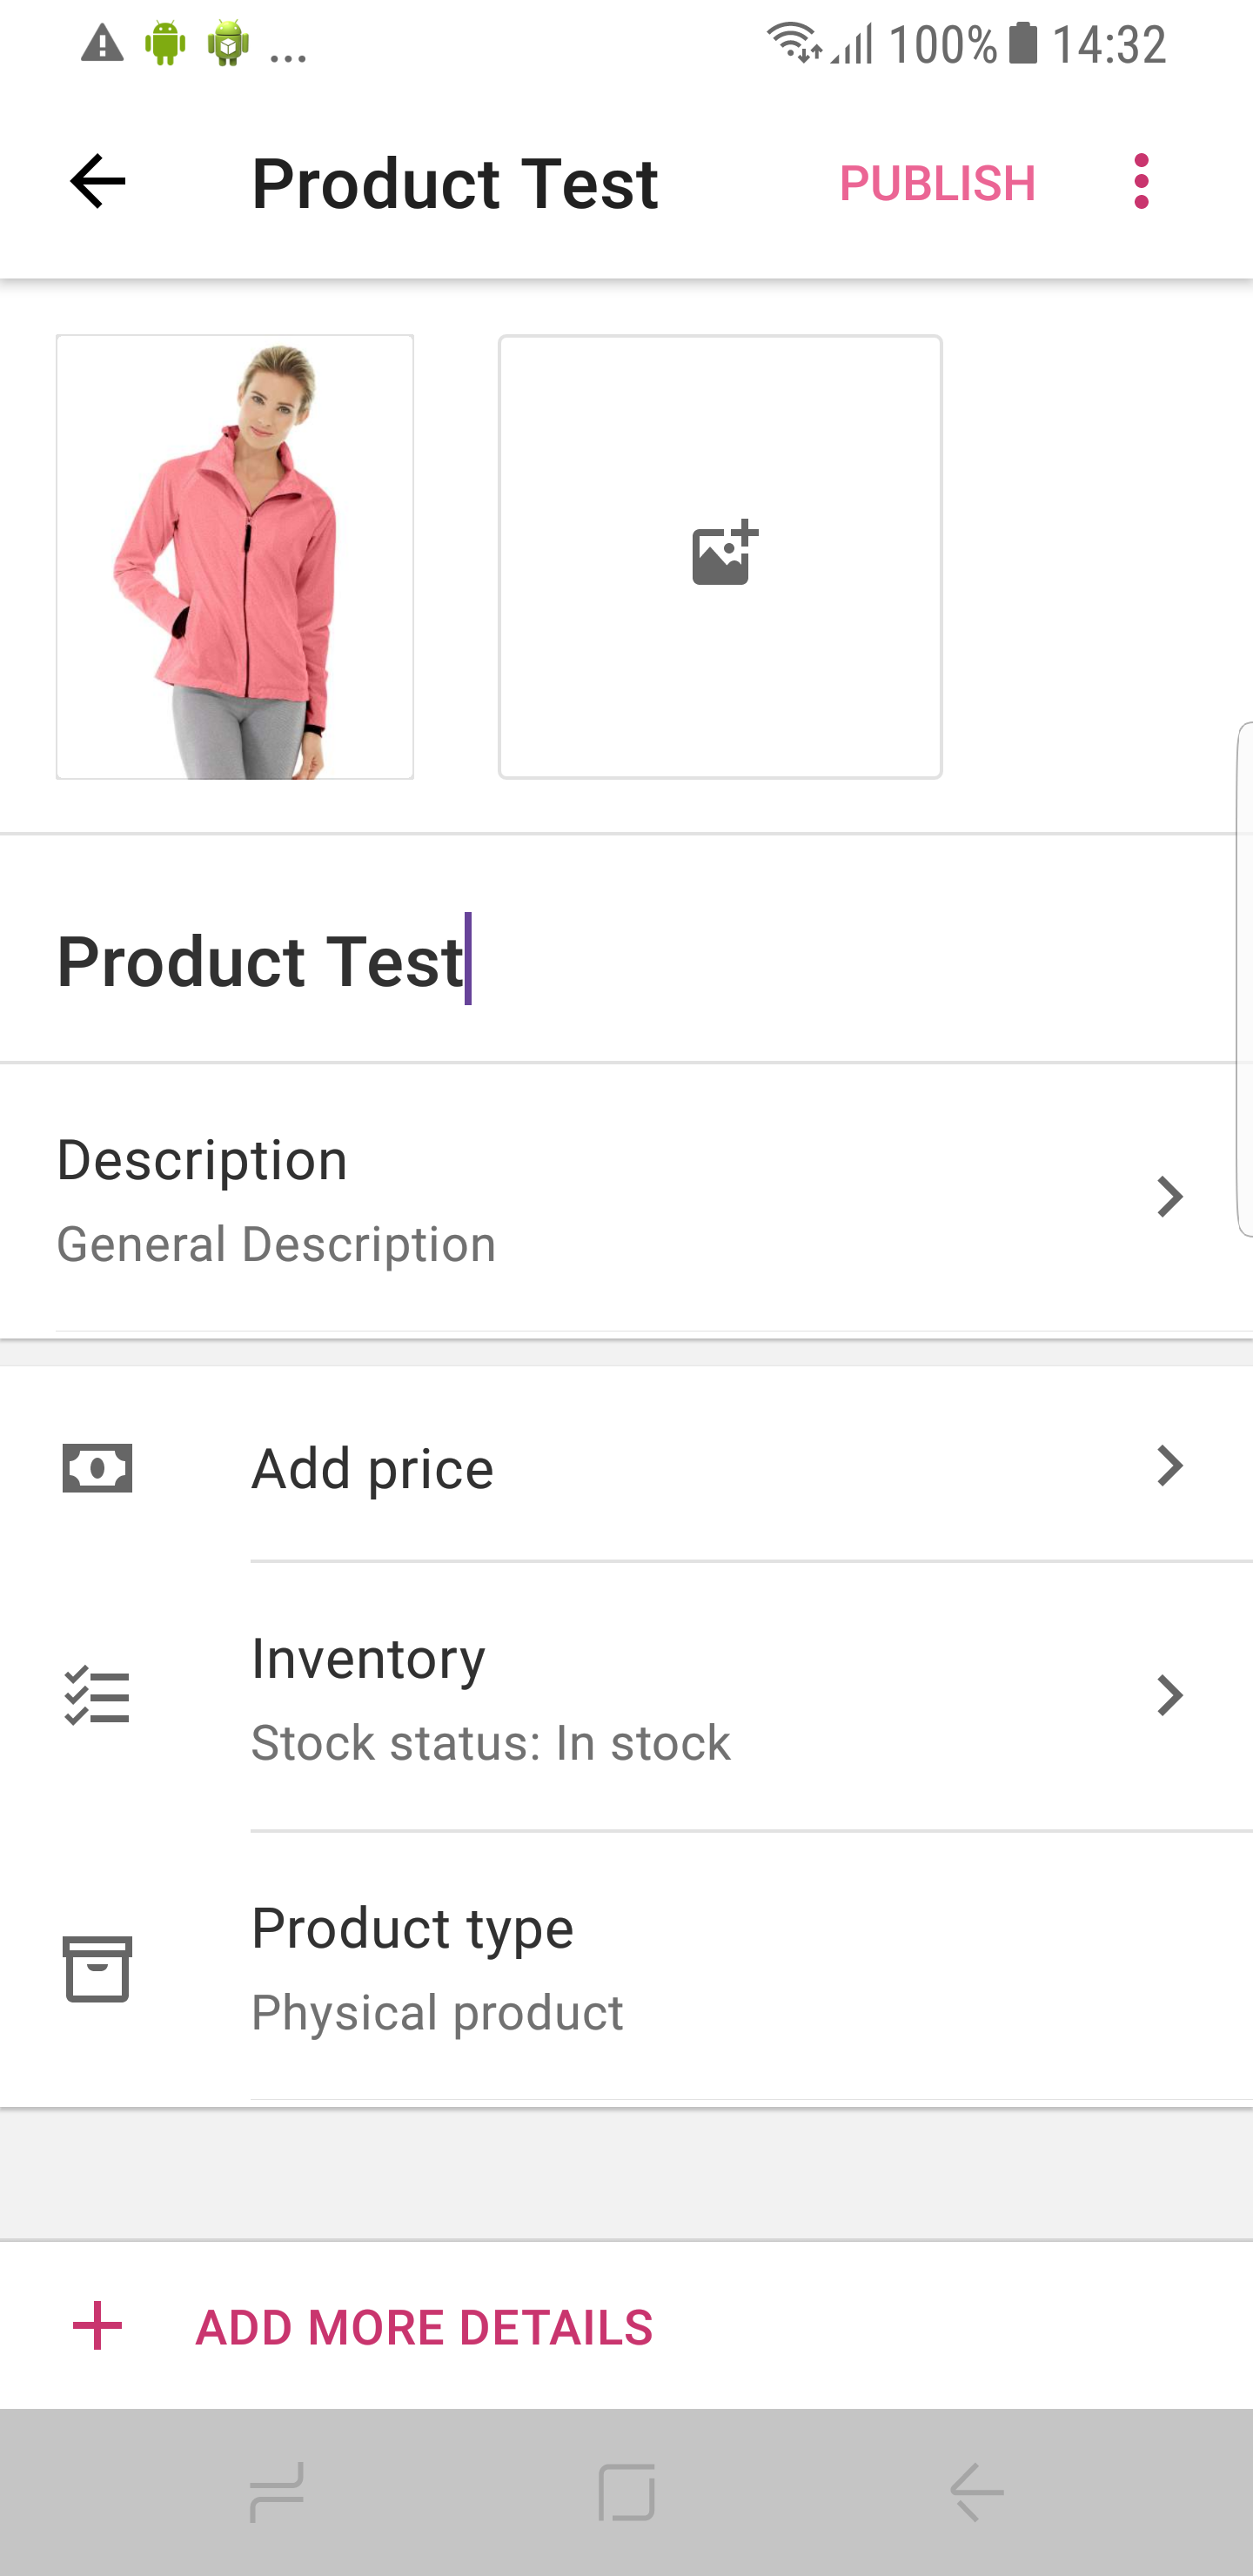 ... 100% 14:32
Product Test PUBLISH
Product Test
Description
General Description
Add price
Inventory
Stock status: In stock
Product type
Physical product
ADD MORE DETAILS